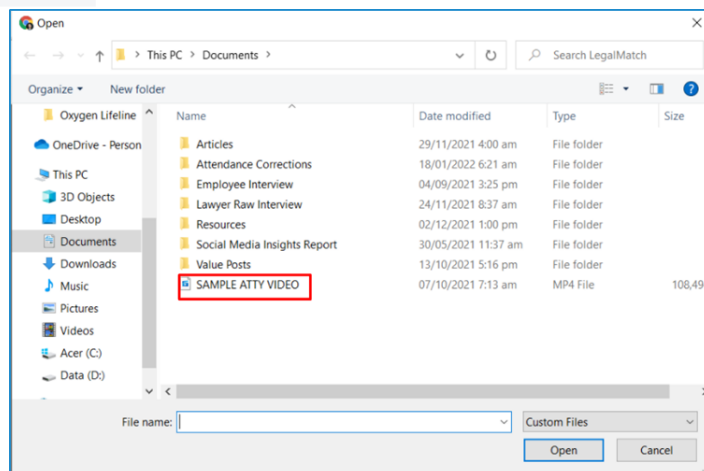 Open
This PC > Documents >
Search LegalMatch
Organize
New folder
Oxygen Lifeline
OneDrive - Person
This PC
3D Objects
Desktop
Documents
Downloads
Music
Pictures
Videos
Acer (C:)
Data (D:)
Name Date modified Type Size
Articles 29/11/2021 4:00 am File folder
Attendance Corrections 18/01/2022 6:21 am File folder
Employee Interview 04/09/2021 3:25 pm File folder
Lawyer Raw Interview 24/11/2021 8:37 am File folder
Resources 02/12/2021 1:00 pm File folder
Social Media Insights Report 30/05/2021 11:37 am File folder
Value Posts 13/10/2021 5:16 pm File folder
SAMPLE ATTY VIDEO 07/10/2021 7:13 am MP4 File 108,49
File name:
Custom Files
Open
Cancel